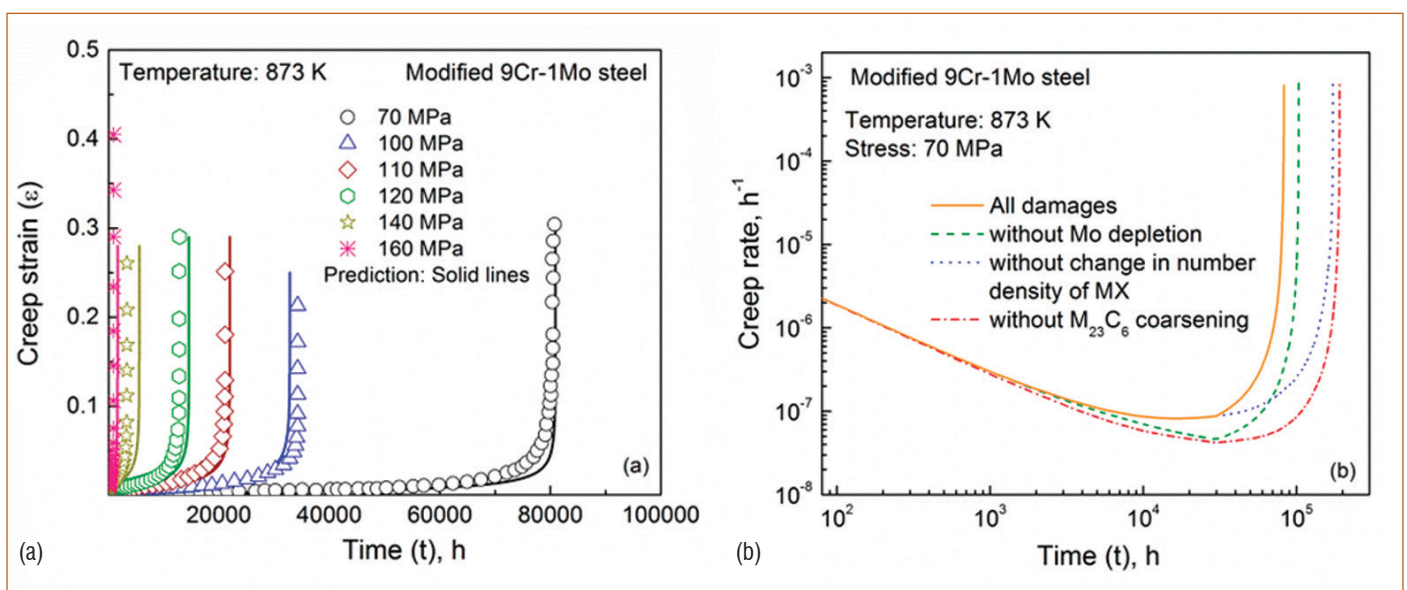 0.5
0.4
0.3
0.2
0.1
Creep strain (ε)
Temperature: 873 K
Modified 9Cr-1Mo steel
70 MPa
100 MPa
110 MPa
120 MPa
140 MPa
160 MPa
Prediction: Solid lines
(a)
20000 40000 60000 80000 100000
Time (t), h
(a)
10⁻³
10⁻⁴
10⁻⁵
10⁻⁶
10⁻⁷
10⁻⁸
Creep rate, h⁻¹
Modified 9Cr-1Mo steel
Temperature: 873 K
Stress: 70 MPa
All damages
without Mo depletion
without change in number
density of MX
without M₂₃C₆ coarsening
(b)
10² 10³ 10⁴ 10⁵
Time (t), h
(b)